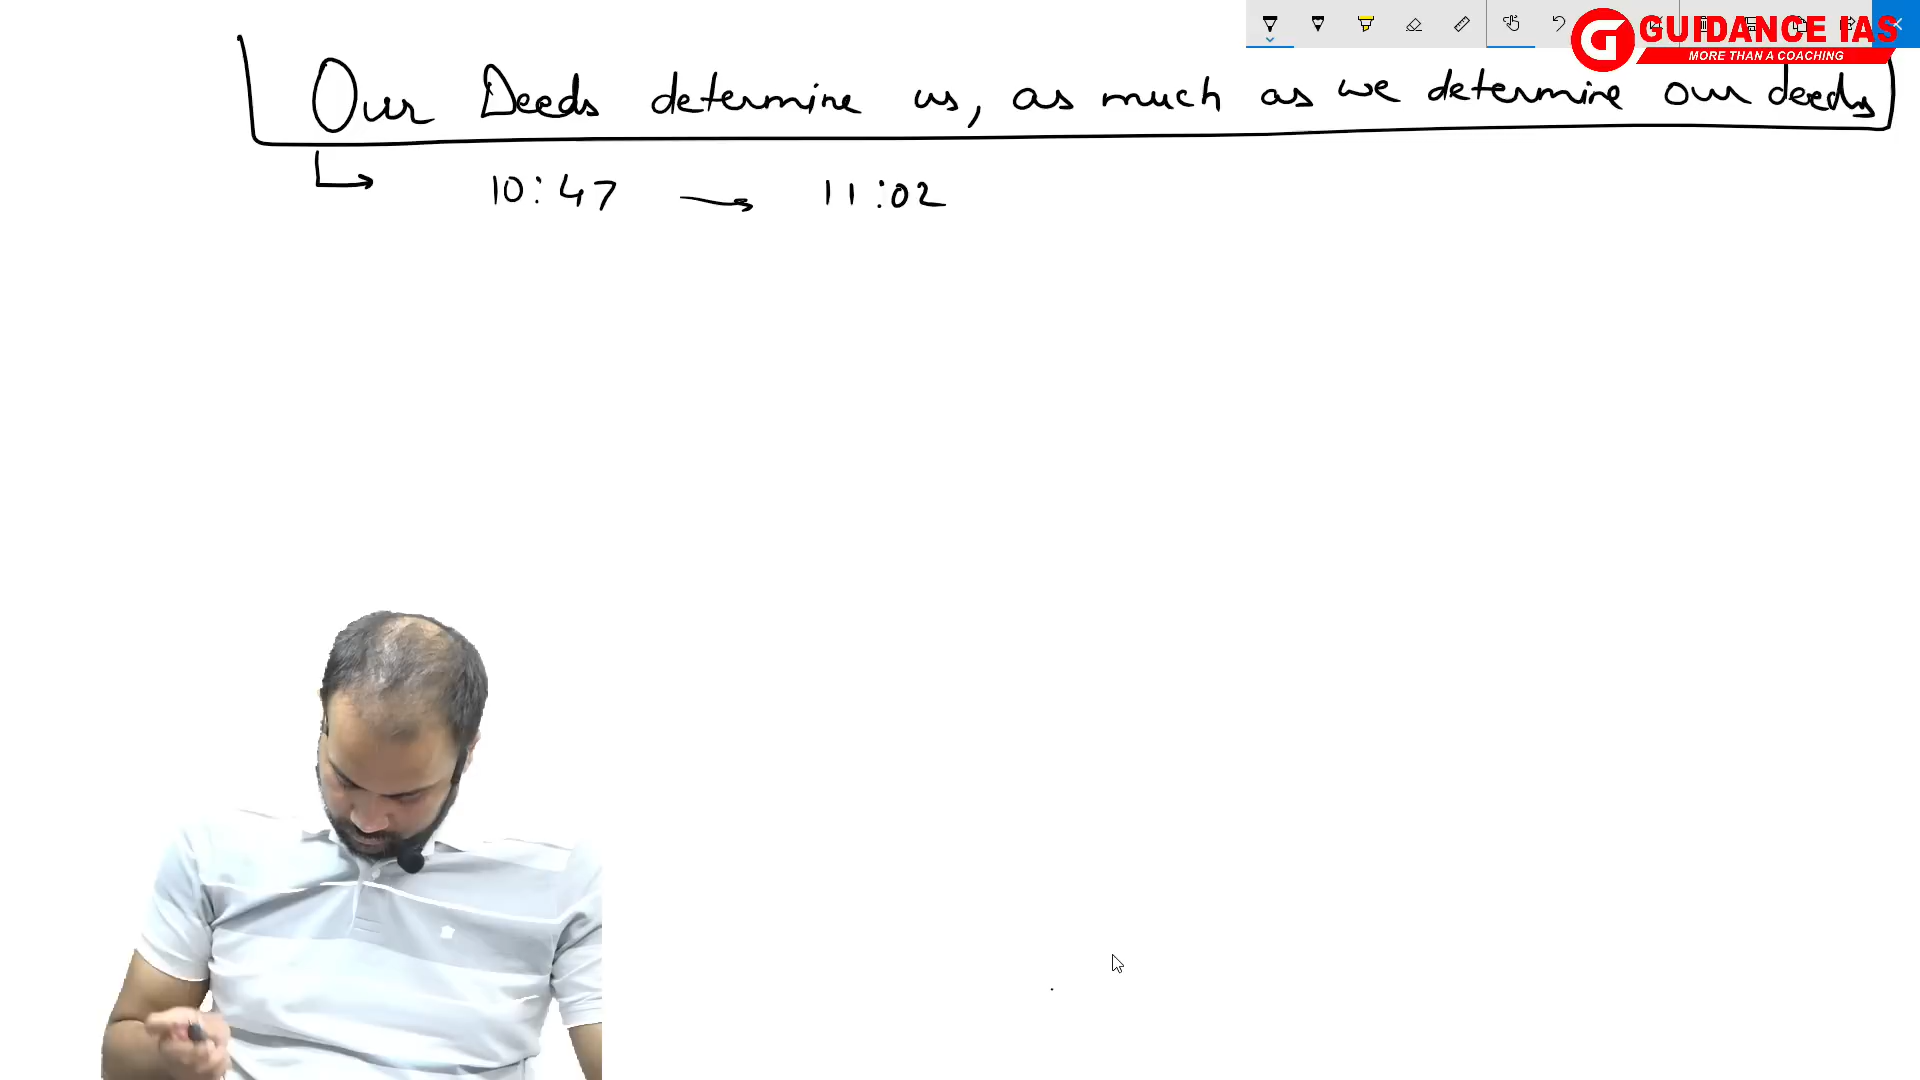 GUIDANCE IAS
MORE THAN A COACHING
Our Deeds determine us, as much as we determine our deeds
10:47 → 11:02